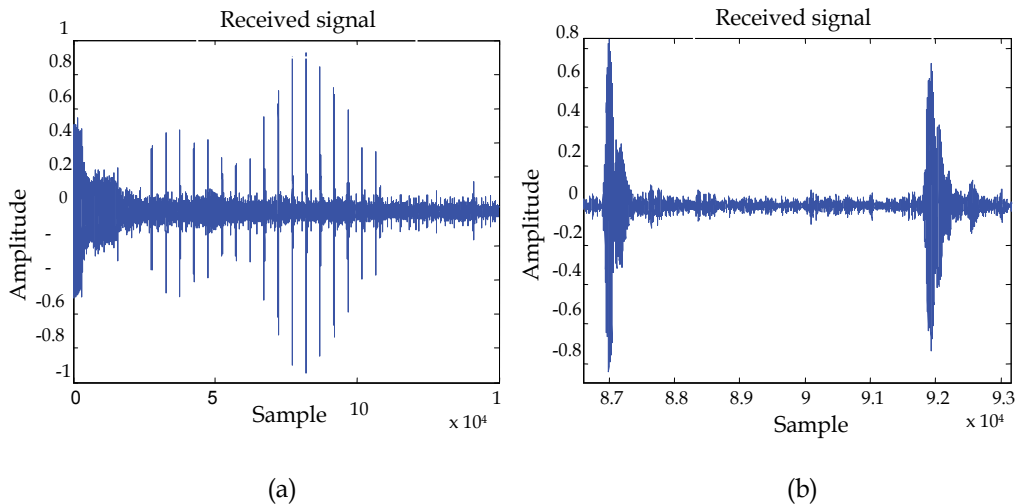 Received signal
1
0.8
0.6
0.4
0.2
0
-
-
-0.6
-0.8
-1
Amplitude
0 5 10 1
Sample
x 10⁴
(a)
Received signal
0.8
0.6
0.4
0.2
0
-0.2
-0.4
-0.6
-0.8
Amplitude
8.7 8.8 8.9 9.0 9.1 9.2 9.3
Sample
x 10⁴
(b)